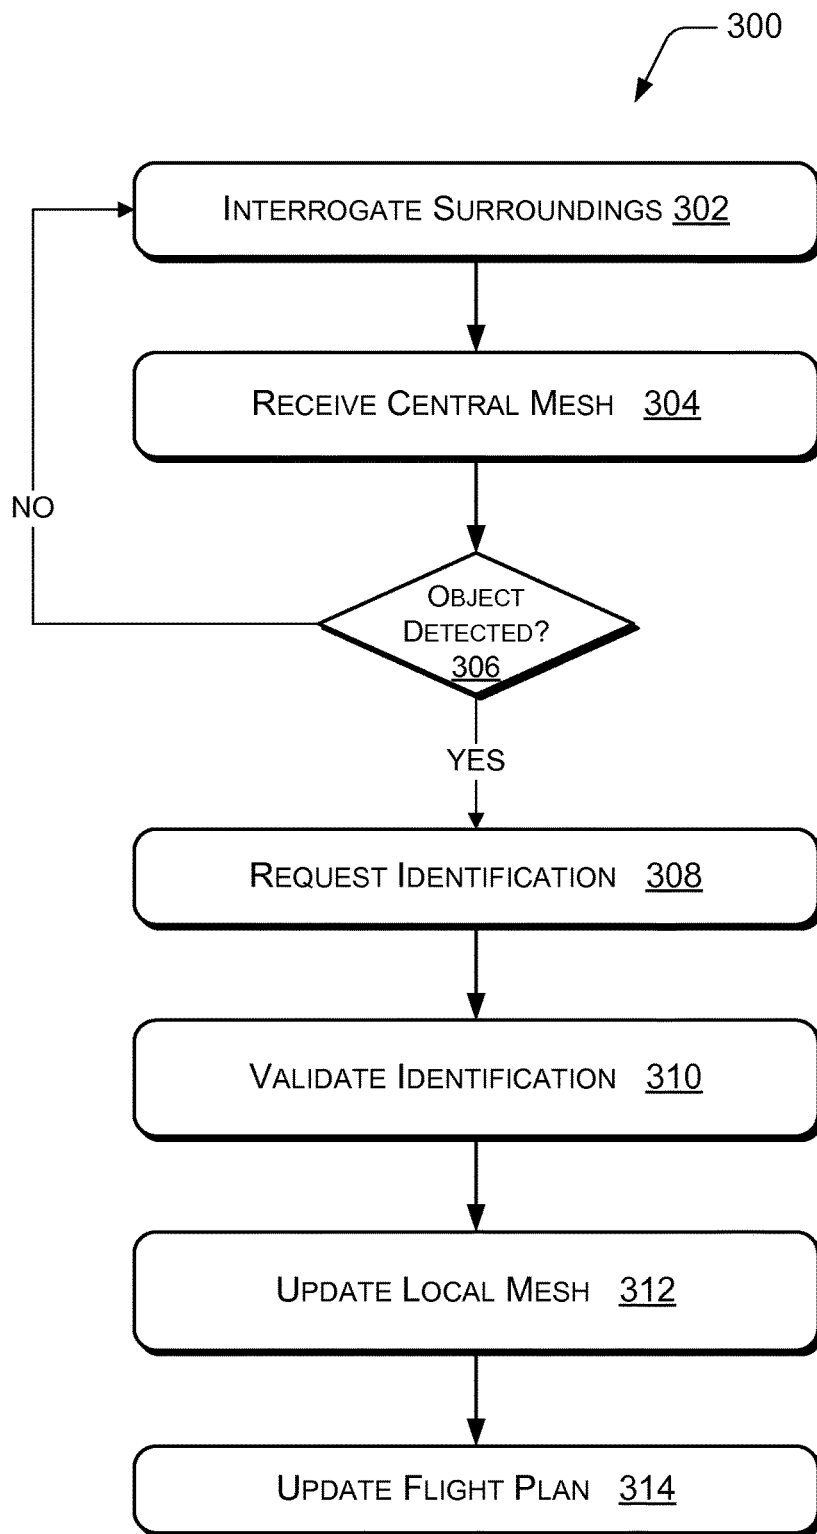 300
INTERROGATE SURROUNDINGS 302
RECEIVE CENTRAL MESH 304
NO
OBJECT
DETECTED?
306
YES
REQUEST IDENTIFICATION 308
VALIDATE IDENTIFICATION 310
UPDATE LOCAL MESH 312
UPDATE FLIGHT PLAN 314